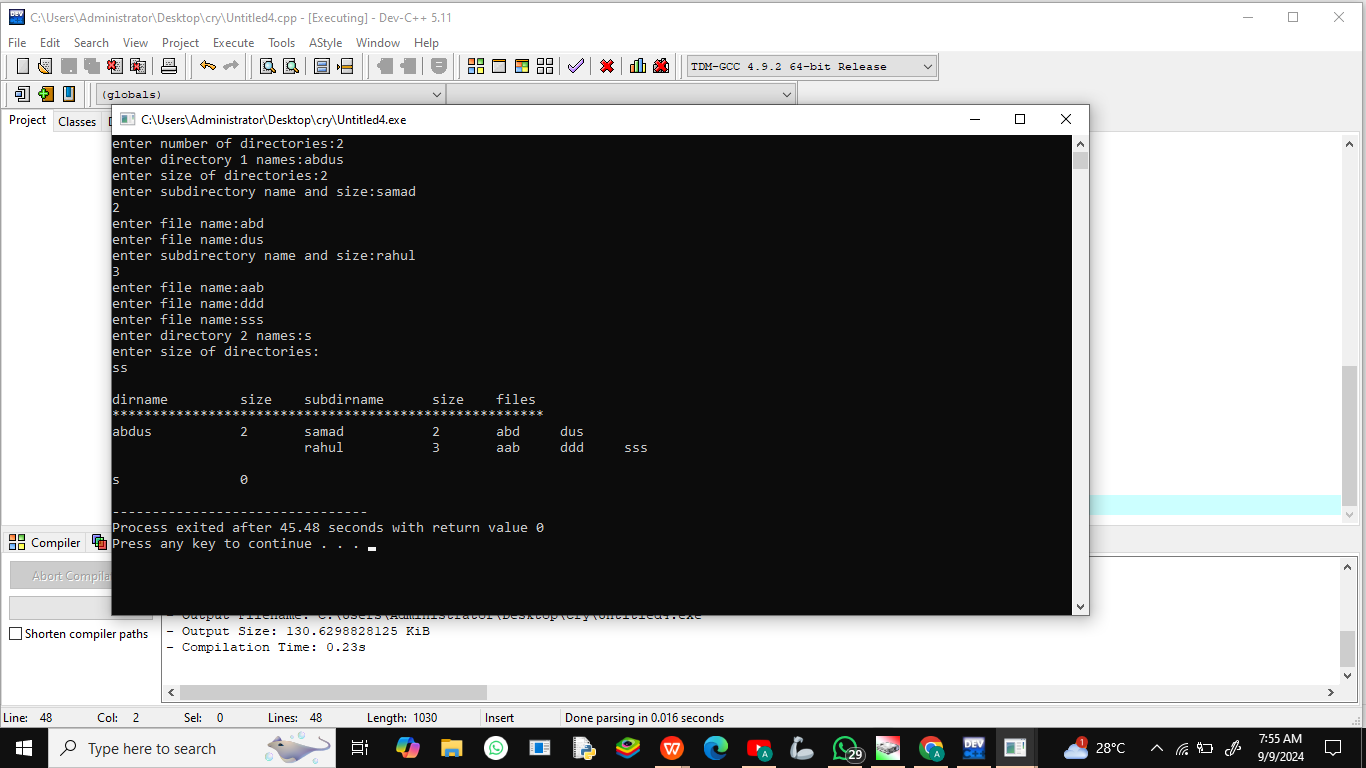 C:\Users\Administrator\Desktop\cry\Untitled4.cpp - [Executing] - Dev-C++ 5.11
File Edit Search View Project Execute Tools AStyle Window Help
TDM-GCC 4.9.2 64-bit Release
(globals)
Project Classes
C:\Users\Administrator\Desktop\cry\Untitled4.exe
enter number of directories:2
enter directory 1 names:abdus
enter size of directories:2
enter subdirectory name and size:samad
2
enter file name:abd
enter file name:dus
enter subdirectory name and size:rahul
3
enter file name:aab
enter file name:ddd
enter file name:sss
enter directory 2 names:s
enter size of directories:
ss
dirname size subdirname size files
******************************************************
abdus 2 samad 2 abd dus
rahul 3 aab ddd sss
s 0
--------------------------------
Process exited after 45.48 seconds with return value 0
Press any key to continue . . .
Compiler
Abort Compila
- Output Filename: C:\Users\Administrator\Desktop\cry\Untitled4.exe
- Output Size: 130.6298828125 KiB
- Compilation Time: 0.23s
Shorten compiler paths
Line: 48 Col: 2 Sel: 0 Lines: 48 Length: 1030 Insert Done parsing in 0.016 seconds
Type here to search
29
1
28°C
7:55 AM
9/9/2024